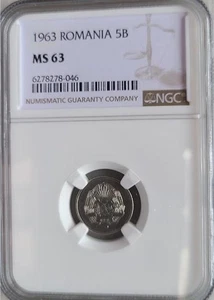 1963 ROMANIA 5B
MS 63
6278278-046
NUMISMATIC GUARANTY COMPANY
NGC